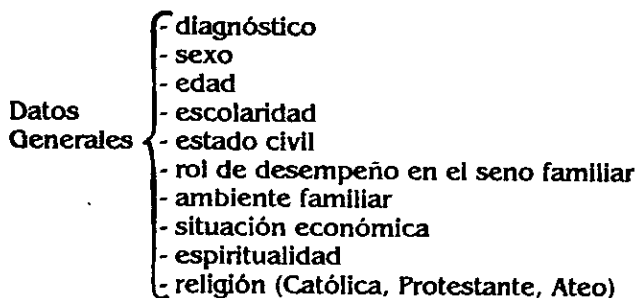 Datos
Generales
- diagnóstico
- sexo
- edad
- escolaridad
- estado civil
- rol de desempeño en el seno familiar
- ambiente familiar
- situación económica
- espiritualidad
- religión (Católica, Protestante, Ateo)